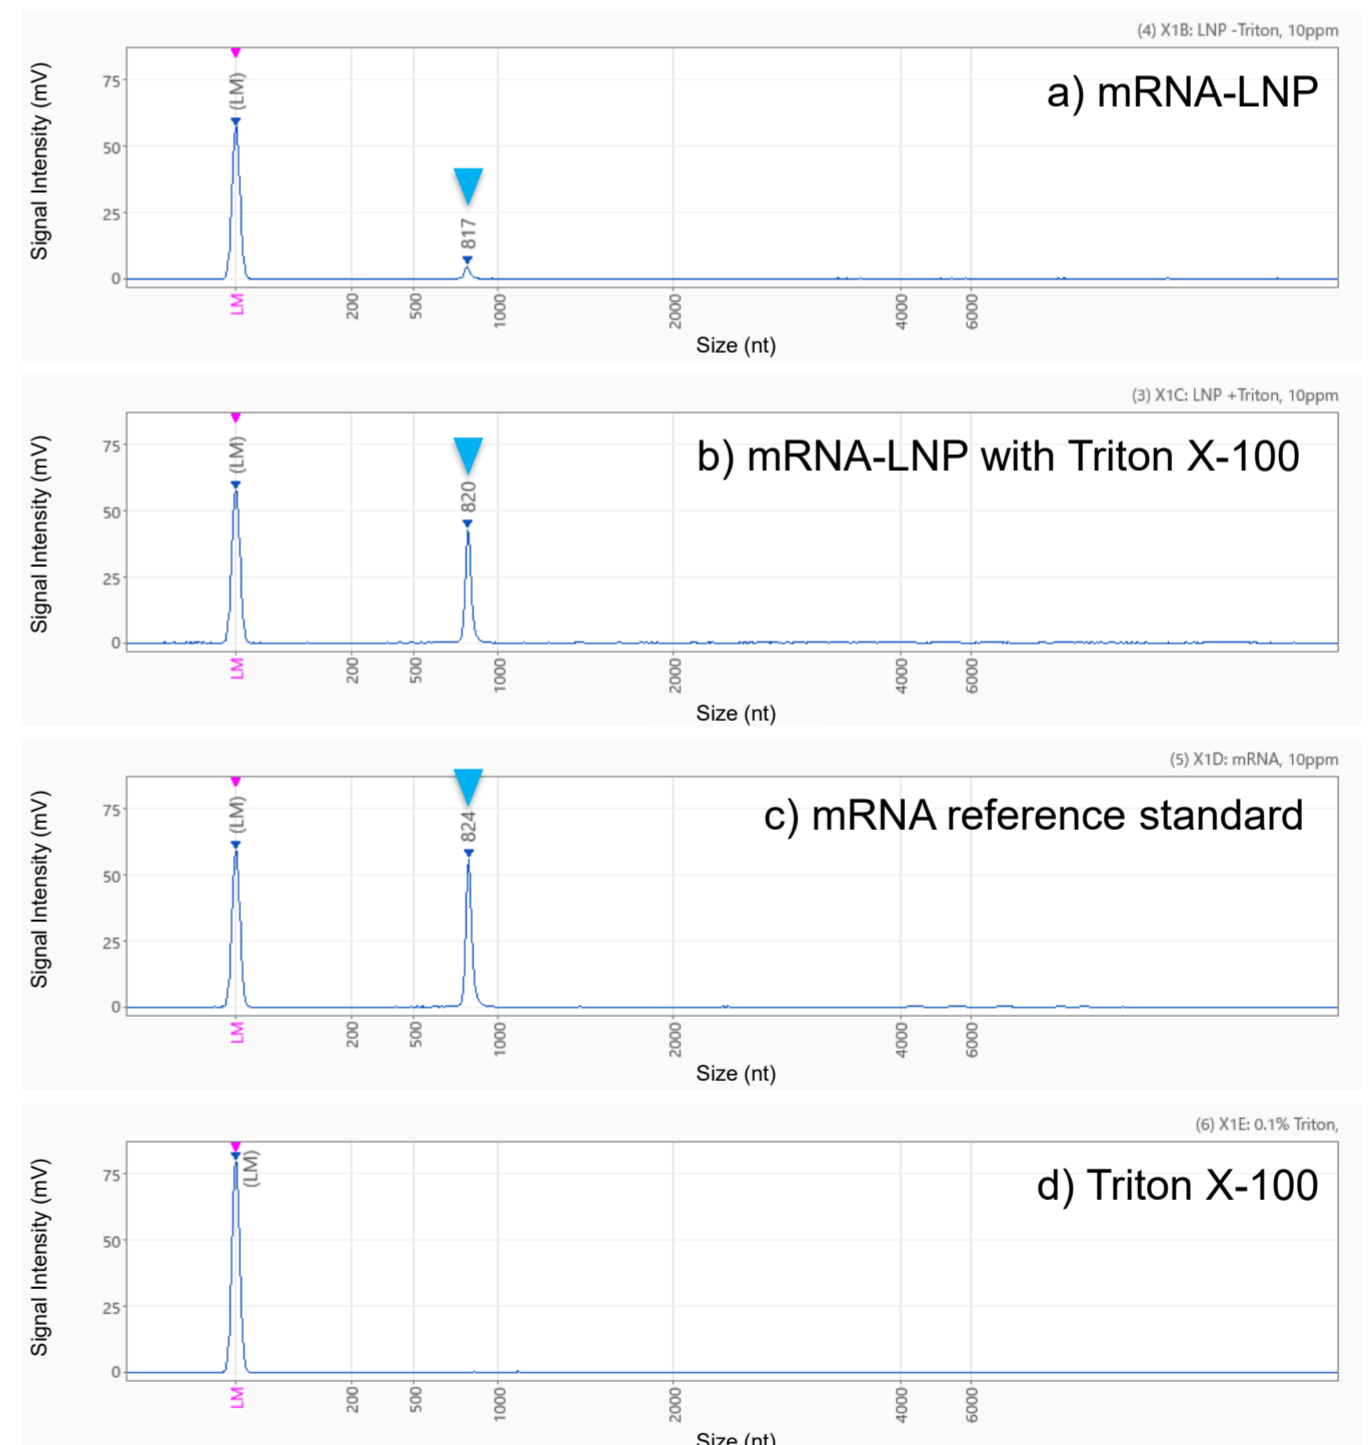 (4) X1B: LNP -Triton, 10ppm
a) mRNA-LNP
Signal Intensity (mV)
75
50
25
0
(LM)
817
LM
200
500
1000
2000
4000
6000
Size (nt)
(3) X1C: LNP +Triton, 10ppm
b) mRNA-LNP with Triton X-100
Signal Intensity (mV)
75
50
25
0
(LM)
820
LM
200
500
1000
2000
4000
6000
Size (nt)
(5) X1D: mRNA, 10ppm
c) mRNA reference standard
Signal Intensity (mV)
75
50
25
0
(LM)
824
LM
200
500
1000
2000
4000
6000
Size (nt)
(6) X1E: 0.1% Triton,
d) Triton X-100
Signal Intensity (mV)
75
50
25
0
(LM)
LM
200
500
1000
2000
4000
6000
Size (nt)